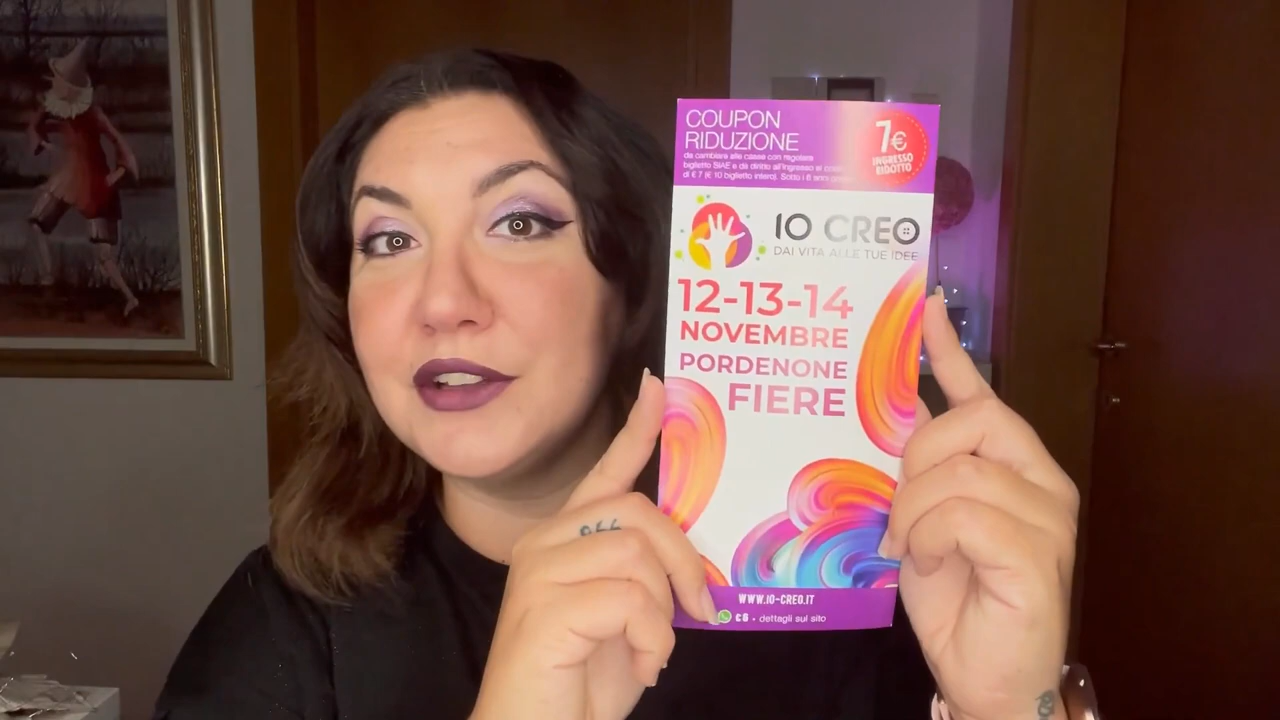 COUPON
RIDUZIONE
da cambiare alle casse con regolare
biglietto SIAE e da diritto all'ingresso al costo
di € 7 (€ 10 biglietto intero). Sotto i 6 anni
7€
INGRESSO
RIDOTTO
IO CREO
DAI VITA ALLE TUE IDEE
12-13-14
NOVEMBRE
PORDENONE
FIERE
WWW.IO-CREO.IT
dettagli sul sito